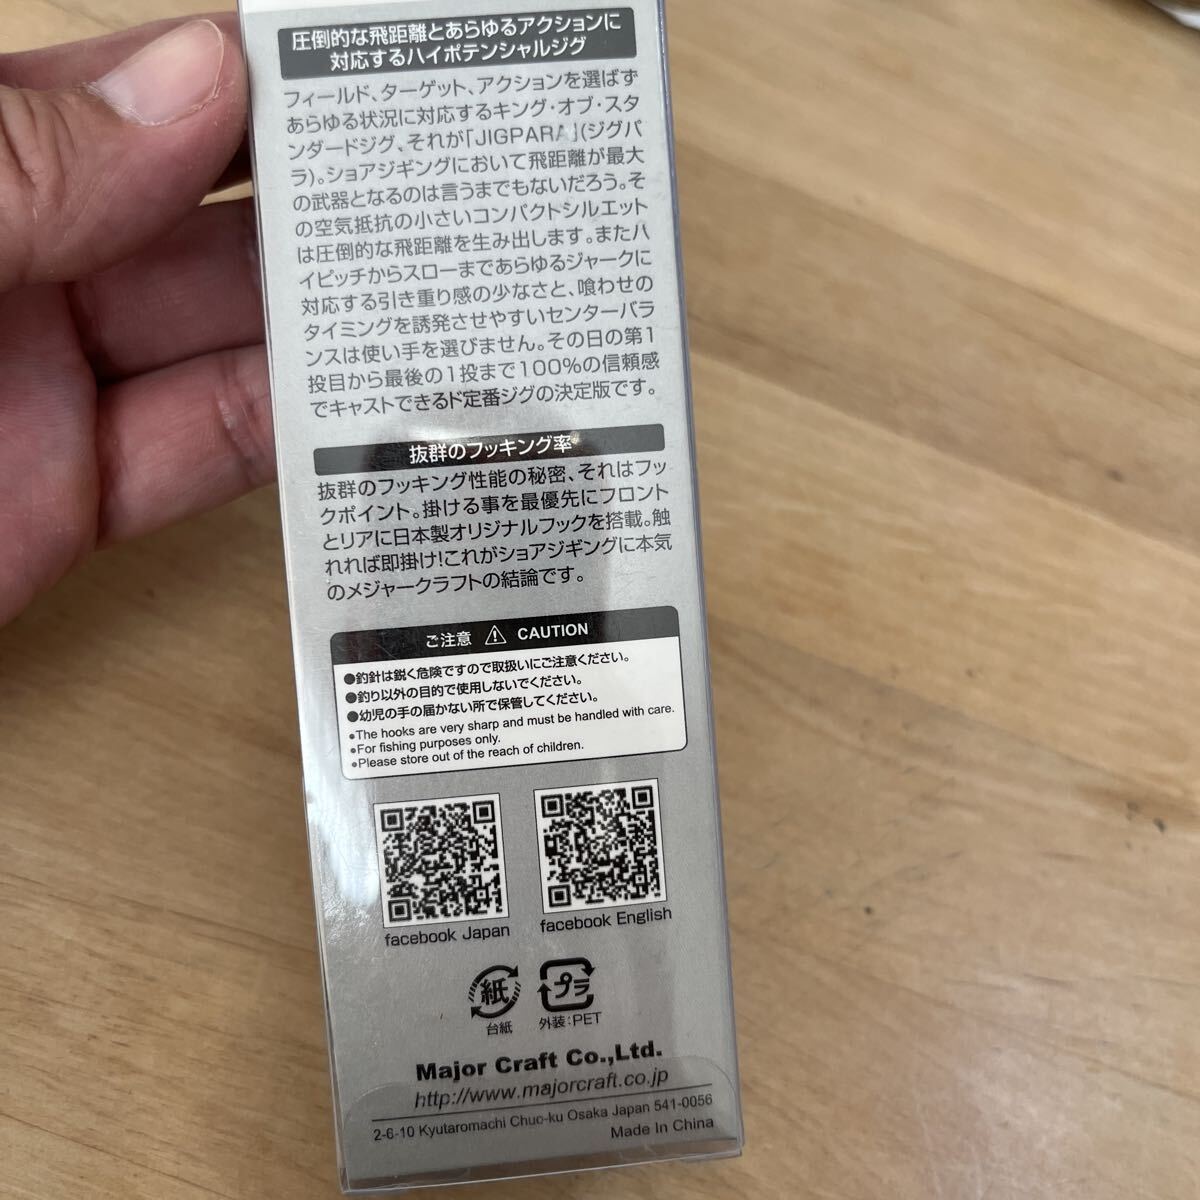 圧倒的な飛距離とあらゆるアクションに
対応するハイポテンシャルジグ
フィールド、ターゲット、アクションを選ばず
あらゆる状況に対応するキング・オブ・スタ
ンダードジグ、それが「JIGPARA」(ジグパ
ラ)。ショアジギングにおいて飛距離が最大
の武器となるのは言うまでもないだろう。そ
の空気抵抗の小さいコンパクトシルエット
は圧倒的な飛距離を生み出します。またハ
イピッチからスローまであらゆるジャークに
対応する引き重り感の少なさと、喰わせの
タイミングを誘発させやすいセンターバラ
ンスは使い手を選びません。その日の第1
投目から最後の1投まで100%の信頼感
でキャストできるド定番ジグの決定版です。
抜群のフッキング率
抜群のフッキング性能の秘密、それはフッ
クポイント。掛ける事を最優先にフロント
とリアに日本製オリジナルフックを搭載。触
れれば即掛け!これがショアジギングに本気
のメジャークラフトの結論です。
ご注意 ⚠ CAUTION
●釣針は鋭く危険ですので取扱いにご注意ください。
●釣り以外の目的で使用しないでください。
●幼児の手の届かない所で保管してください。
●The hooks are very sharp and must be handled with care.
●For fishing purposes only.
●Please store out of the reach of children.
facebook Japan facebook English
紙 プラ
台紙 外装:PET
Major Craft Co.,Ltd.
http://www.majorcraft.co.jp
2-6-10 Kyutaromachi Chuo-ku Osaka Japan 541-0056
Made In China